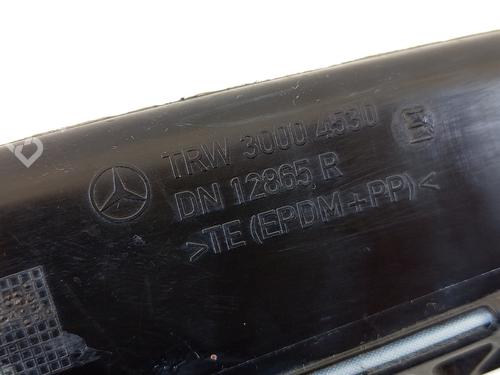 TRW 3000 4530
DN 12865 R
>TE(EPDM+PP)<